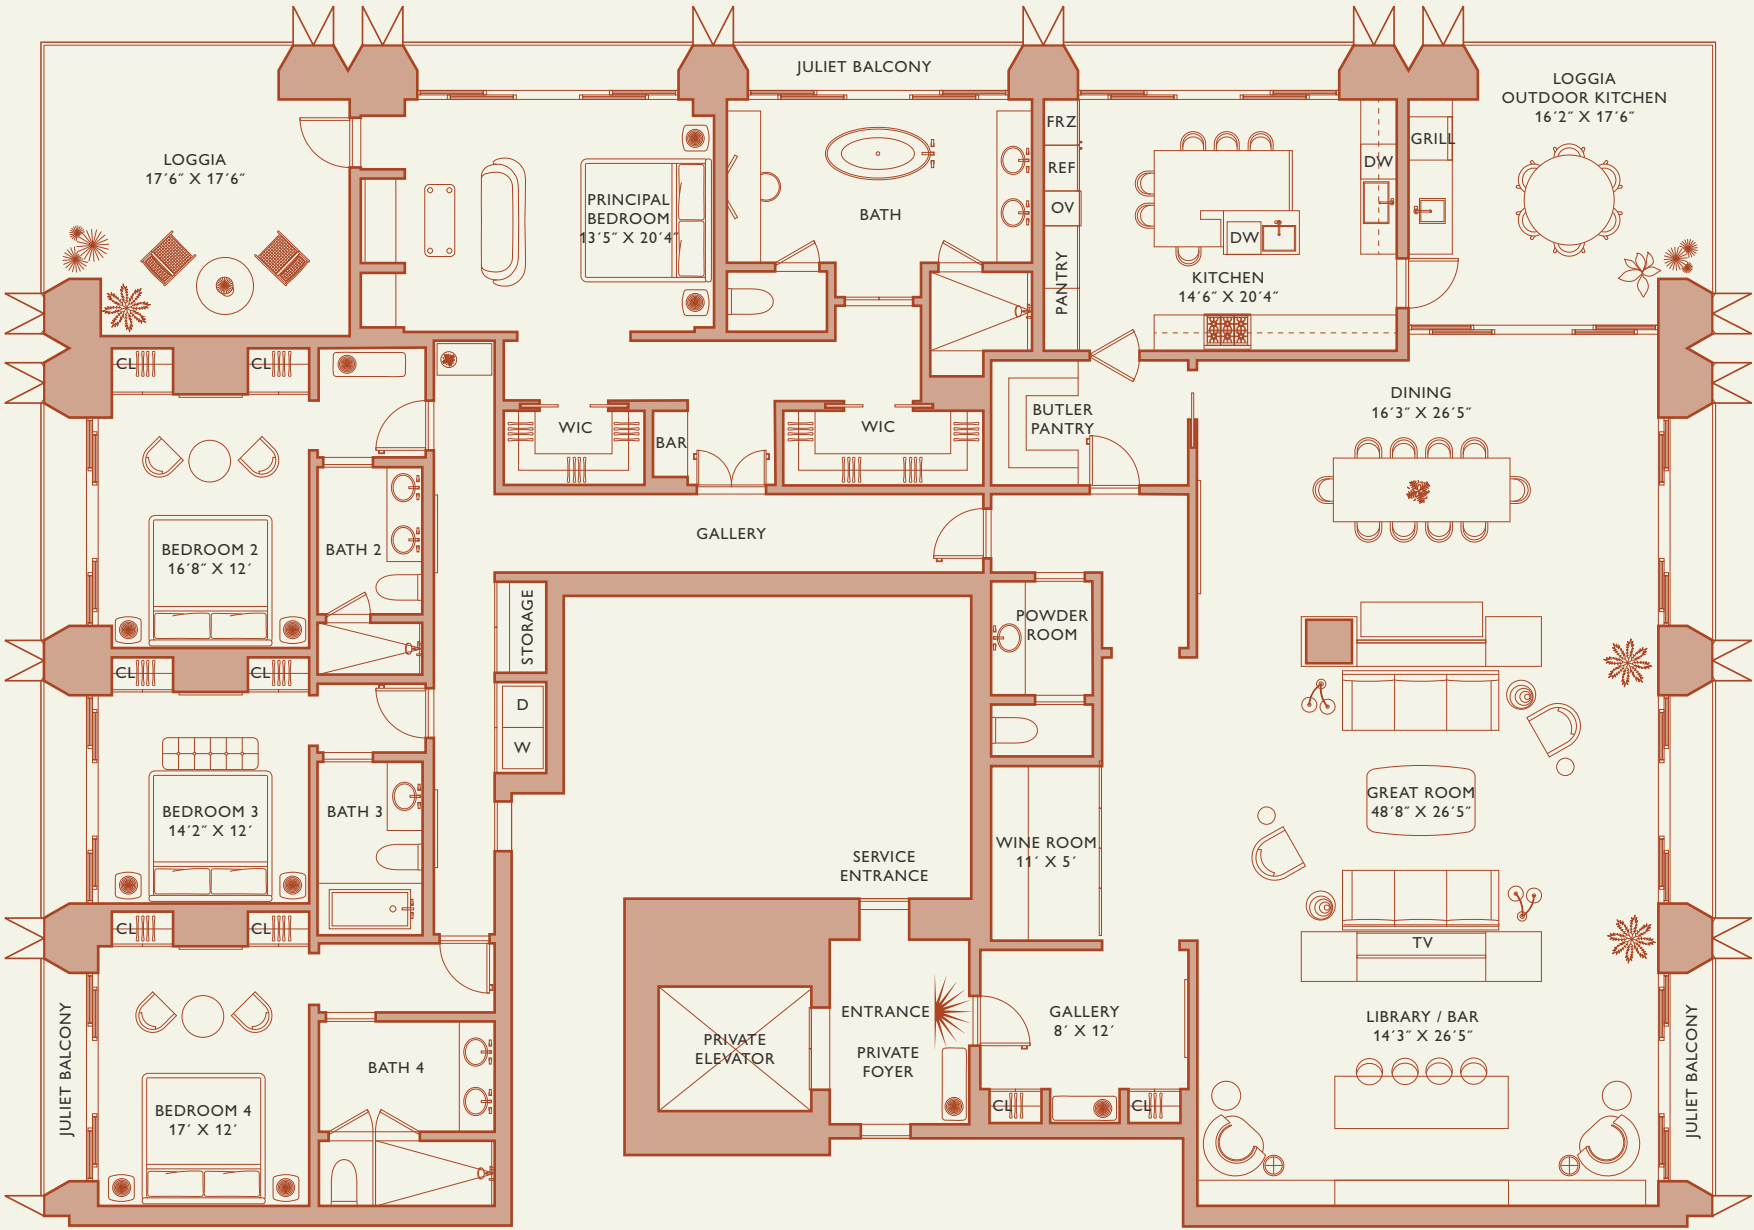 JULIET BALCONY
LOGGIA
OUTDOOR KITCHEN
16′2″ X 17′6″
LOGGIA
17′6″ X 17′6″
PRINCIPAL
BEDROOM
13′5″ X 20′4″
BATH
FRZ
REF
OV
PANTRY
DW
GRILL
DW
KITCHEN
14′6″ X 20′4″
CL
CL
WIC
BAR
WIC
BUTLER
PANTRY
DINING
16′3″ X 26′5″
BEDROOM 2
16′8″ X 12′
BATH 2
GALLERY
STORAGE
POWDER
ROOM
CL
CL
D
W
BEDROOM 3
14′2″ X 12′
BATH 3
SERVICE
ENTRANCE
WINE ROOM
11′ X 5′
GREAT ROOM
48′8″ X 26′5″
CL
CL
TV
JULIET BALCONY
BEDROOM 4
17′ X 12′
BATH 4
PRIVATE
ELEVATOR
ENTRANCE
PRIVATE
FOYER
GALLERY
8′ X 12′
CL
CL
LIBRARY / BAR
14′3″ X 26′5″
JULIET BALCONY